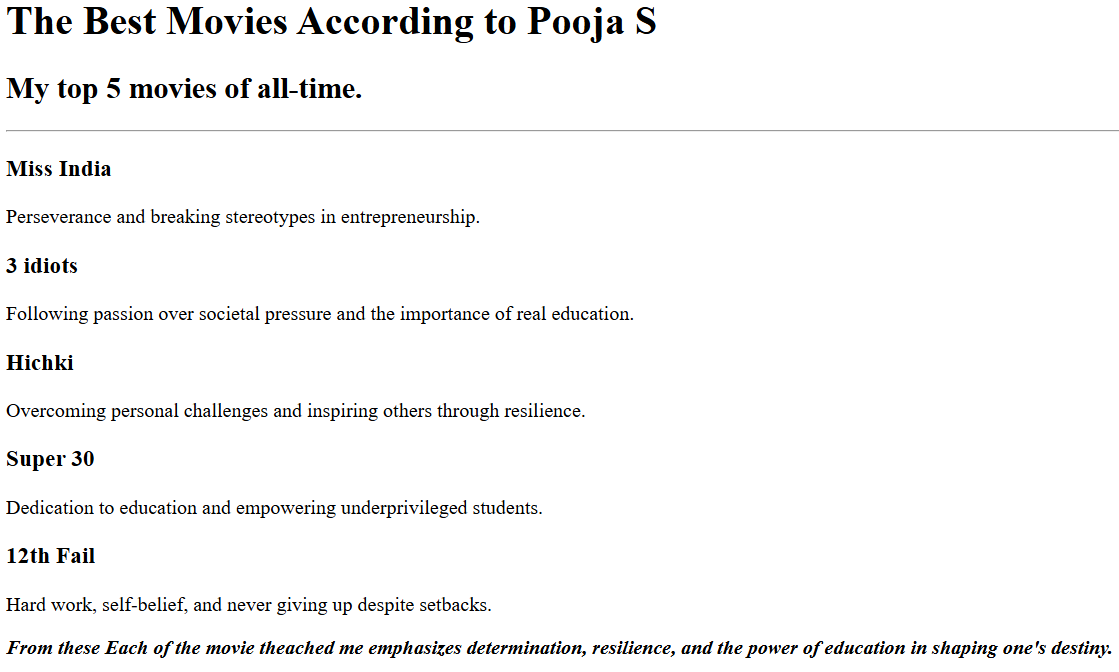 The Best Movies According to Pooja S
My top 5 movies of all-time.
Miss India
Perseverance and breaking stereotypes in entrepreneurship.
3 idiots
Following passion over societal pressure and the importance of real education.
Hichki
Overcoming personal challenges and inspiring others through resilience.
Super 30
Dedication to education and empowering underprivileged students.
12th Fail
Hard work, self-belief, and never giving up despite setbacks.
From these Each of the movie theached me emphasizes determination, resilience, and the power of education in shaping one's destiny.